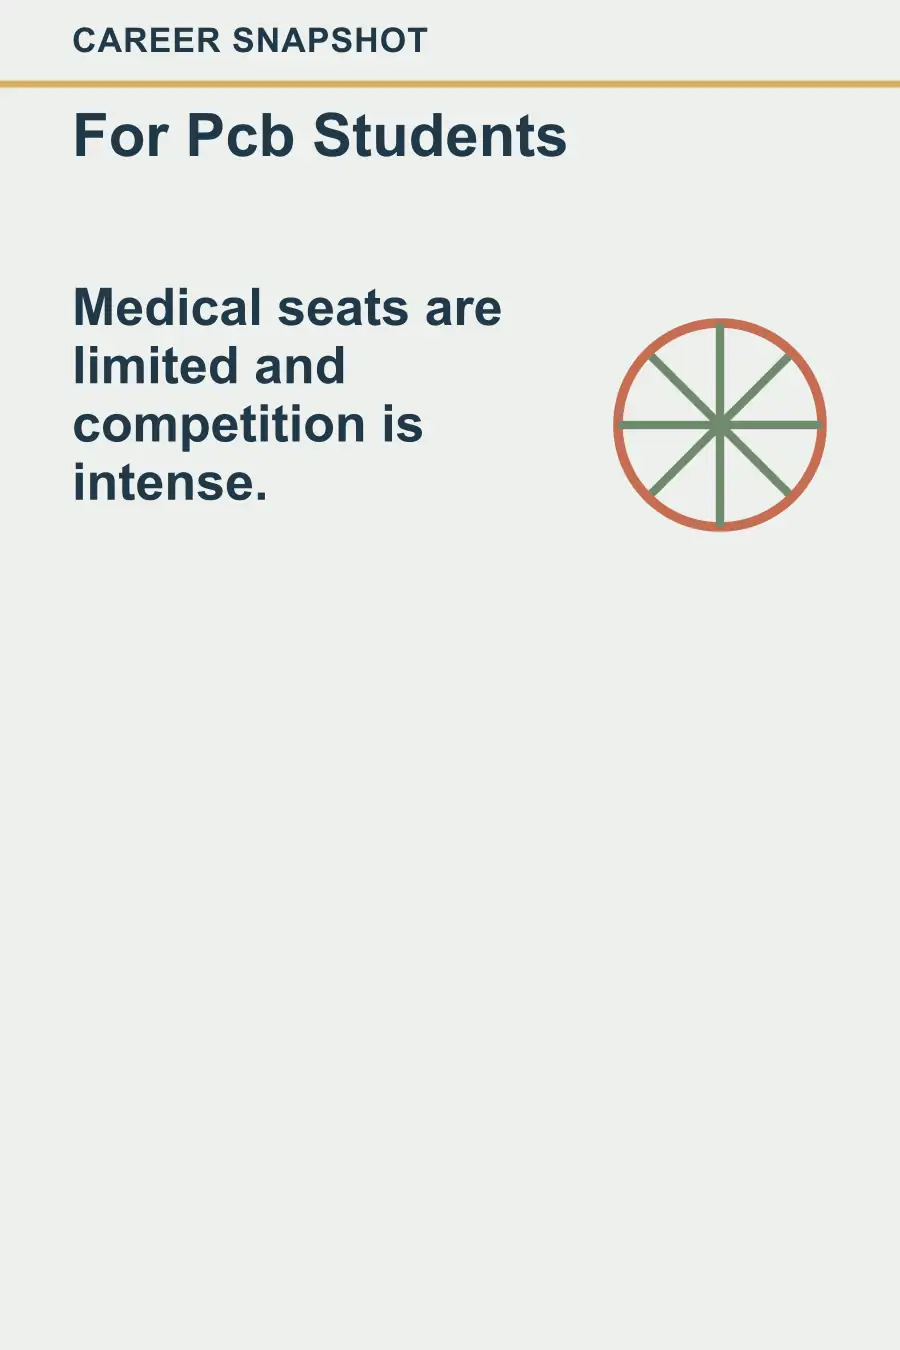 CAREER SNAPSHOT
For Pcb Students
Medical seats are
limited and
competition is
intense.